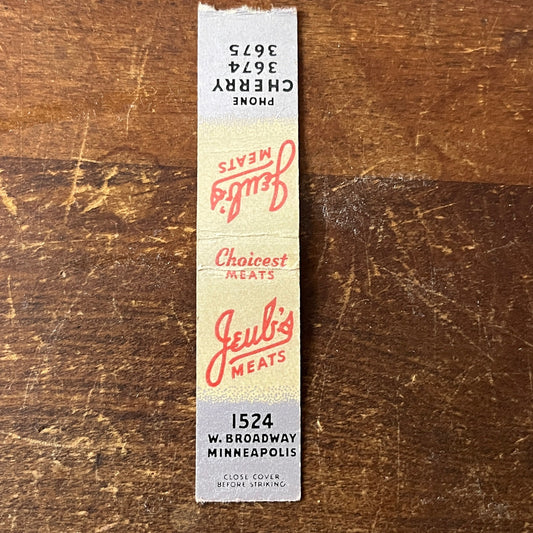 PHONE
CHERRY
3674
3675
Jeub's
MEATS
Choicest
MEATS
Jeub's
MEATS
1524
W. BROADWAY
MINNEAPOLIS
CLOSE COVER
BEFORE STRIKING